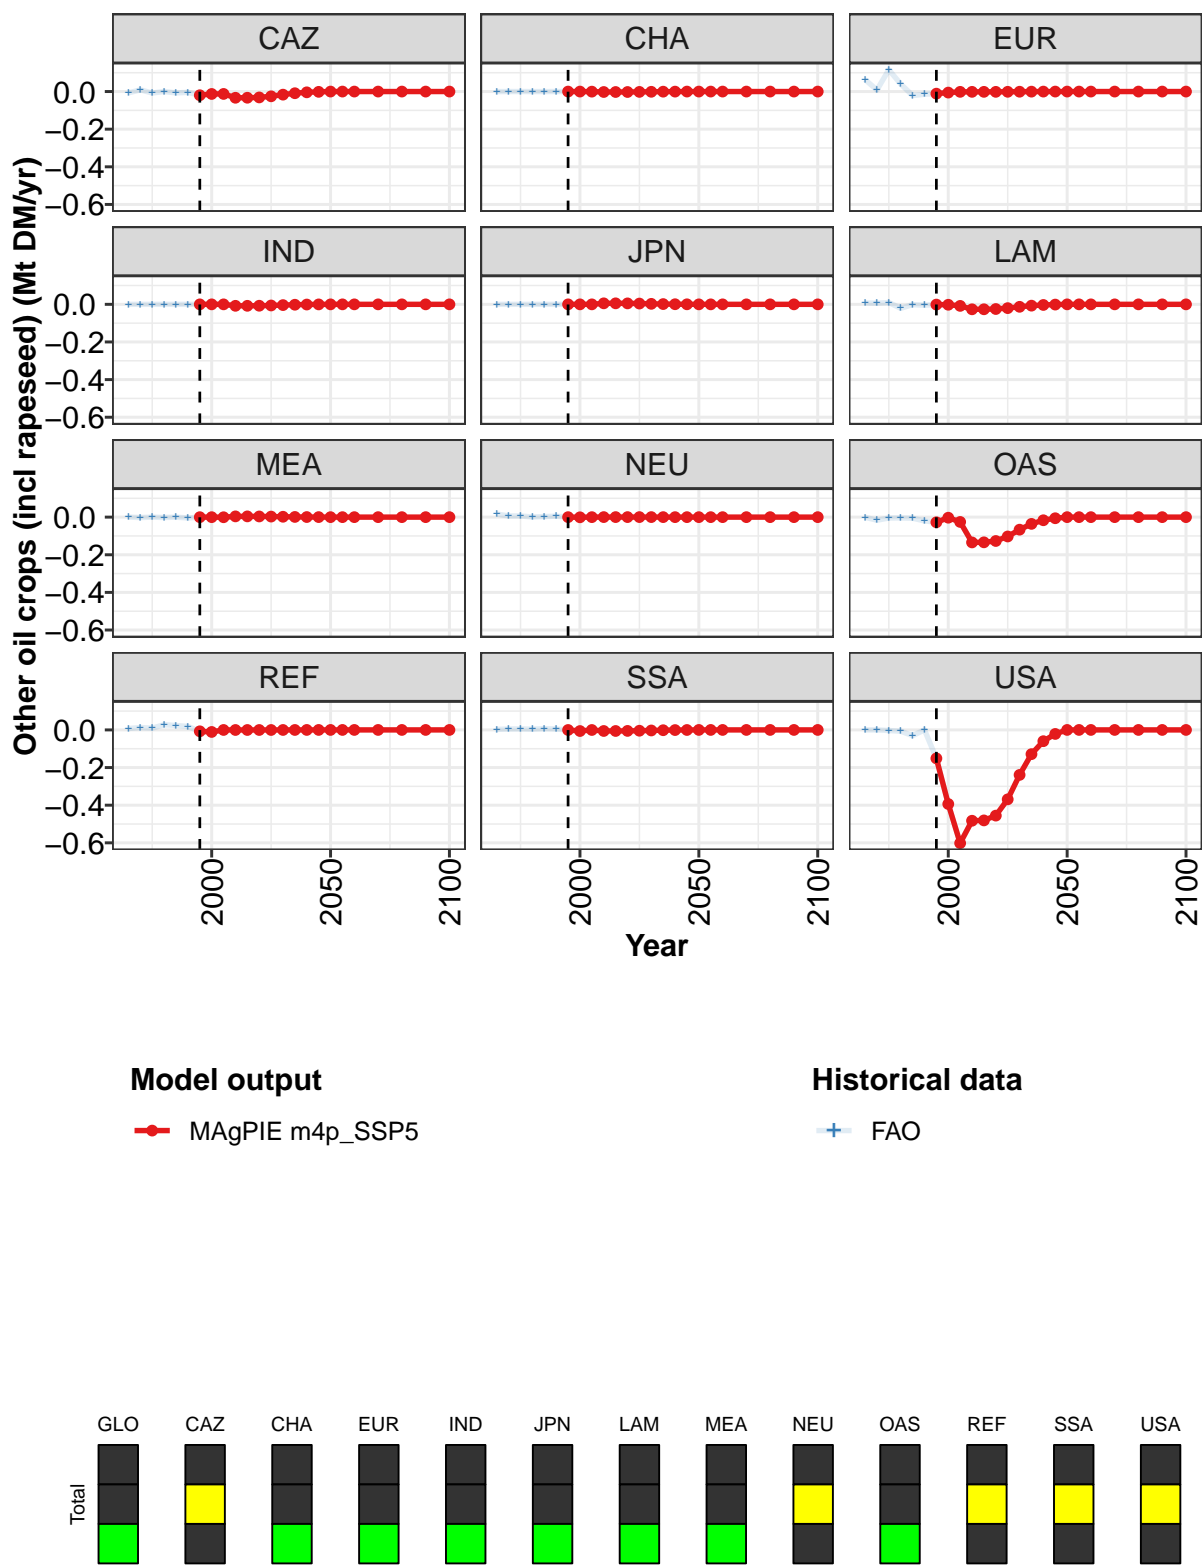 CAZ CHA EUR
0.0
−0.2
−0.4
−0.6
IND JPN LAM
0.0
−0.2
−0.4
−0.6
MEA NEU OAS
0.0
−0.2
−0.4
−0.6
REF SSA USA
0.0
−0.2
−0.4
−0.6
Other oil crops (incl rapeseed) (Mt DM/yr)
2000 2050 2100 2000 2050 2100 2000 2050 2100
Year
Model output Historical data
MAgPIE m4p_SSP5 FAO
GLO CAZ CHA EUR IND JPN LAM MEA NEU OAS REF SSA USA
Total